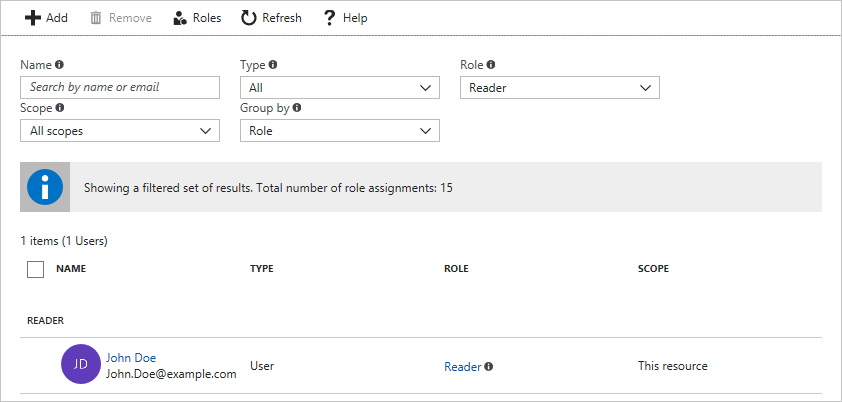 Add Remove Roles Refresh Help
Name Type Role
Search by name or email All Reader
Scope Group by
All scopes Role
Showing a filtered set of results. Total number of role assignments: 15
1 items (1 Users)
NAME TYPE ROLE SCOPE
READER
JD John Doe
John.Doe@example.com User Reader This resource